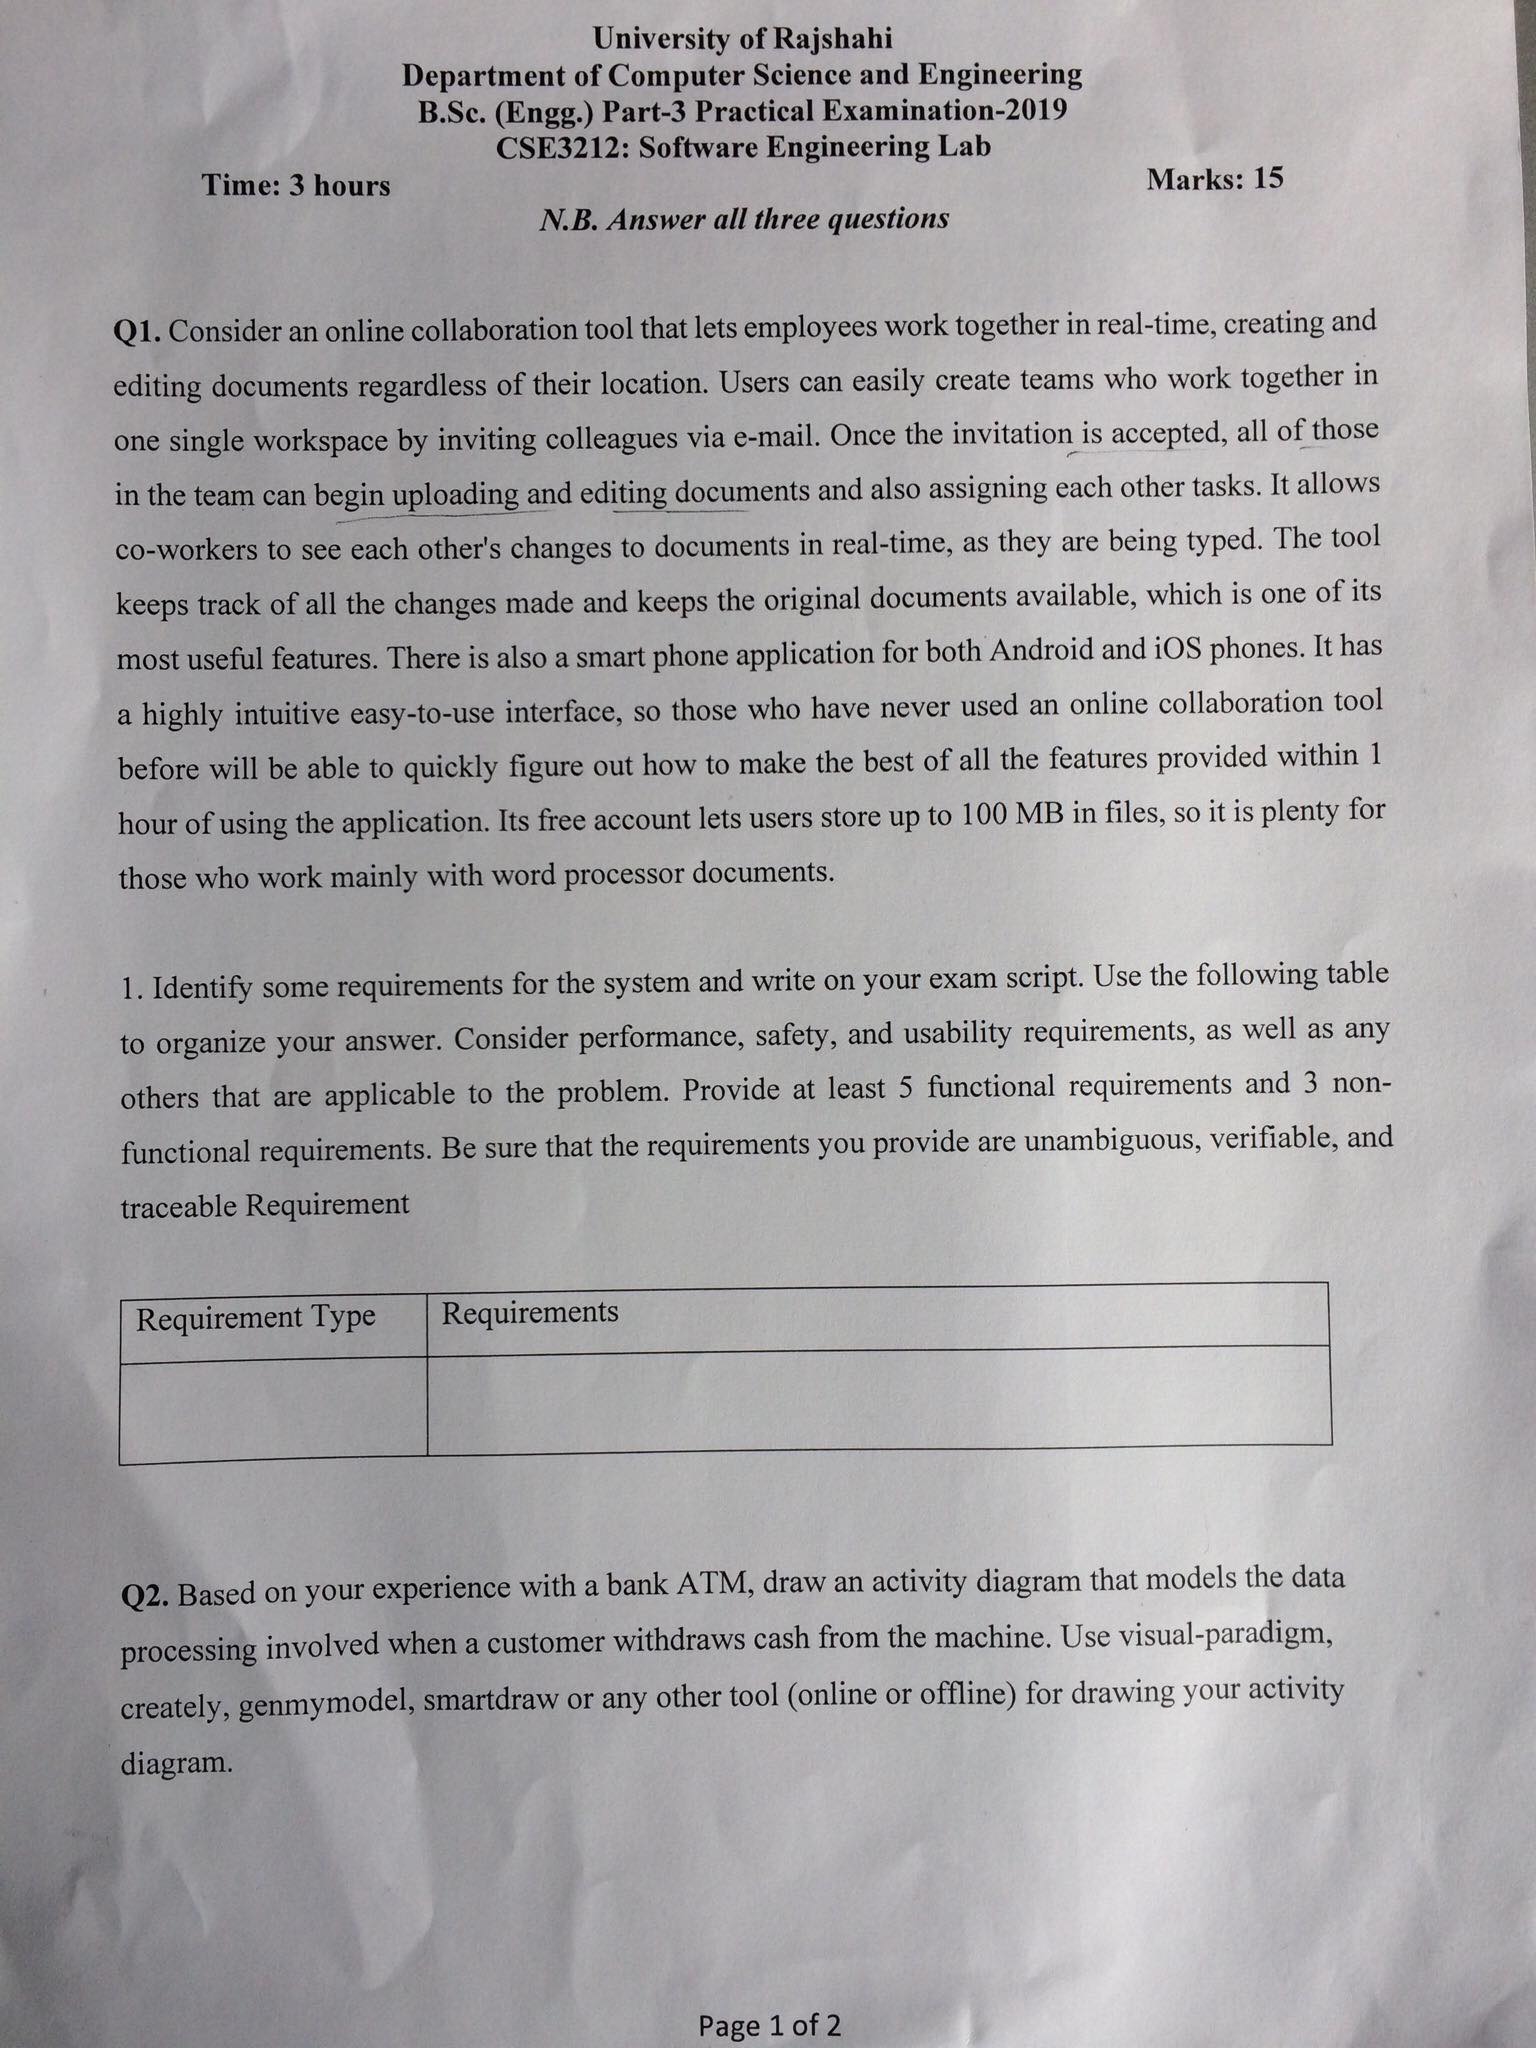 University of Rajshahi
Department of Computer Science and Engineering
B.Sc. (Engg.) Part-3 Practical Examination-2019
CSE3212: Software Engineering Lab
Time: 3 hours Marks: 15
N.B. Answer all three questions
Q1. Consider an online collaboration tool that lets employees work together in real-time, creating and
editing documents regardless of their location. Users can easily create teams who work together in
one single workspace by inviting colleagues via e-mail. Once the invitation is accepted, all of those
in the team can begin uploading and editing documents and also assigning each other tasks. It allows
co-workers to see each other's changes to documents in real-time, as they are being typed. The tool
keeps track of all the changes made and keeps the original documents available, which is one of its
most useful features. There is also a smart phone application for both Android and iOS phones. It has
a highly intuitive easy-to-use interface, so those who have never used an online collaboration tool
before will be able to quickly figure out how to make the best of all the features provided within 1
hour of using the application. Its free account lets users store up to 100 MB in files, so it is plenty for
those who work mainly with word processor documents.
1. Identify some requirements for the system and write on your exam script. Use the following table
to organize your answer. Consider performance, safety, and usability requirements, as well as any
others that are applicable to the problem. Provide at least 5 functional requirements and 3 non-
functional requirements. Be sure that the requirements you provide are unambiguous, verifiable, and
traceable Requirement
Requirement Type Requirements
Q2. Based on your experience with a bank ATM, draw an activity diagram that models the data
processing involved when a customer withdraws cash from the machine. Use visual-paradigm,
creately, genmymodel, smartdraw or any other tool (online or offline) for drawing your activity
diagram.
Page 1 of 2